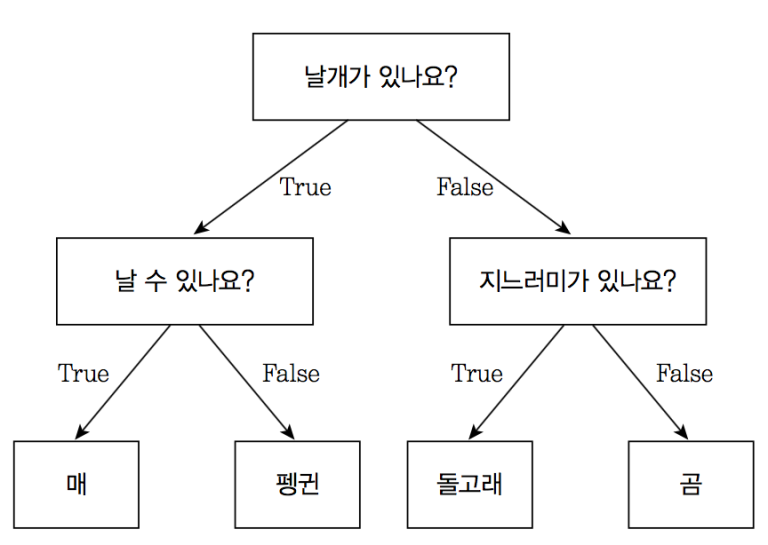 날개가 있나요?
True
False
날 수 있나요?
지느러미가 있나요?
True
False
True
False
매
펭귄
돌고래
곰